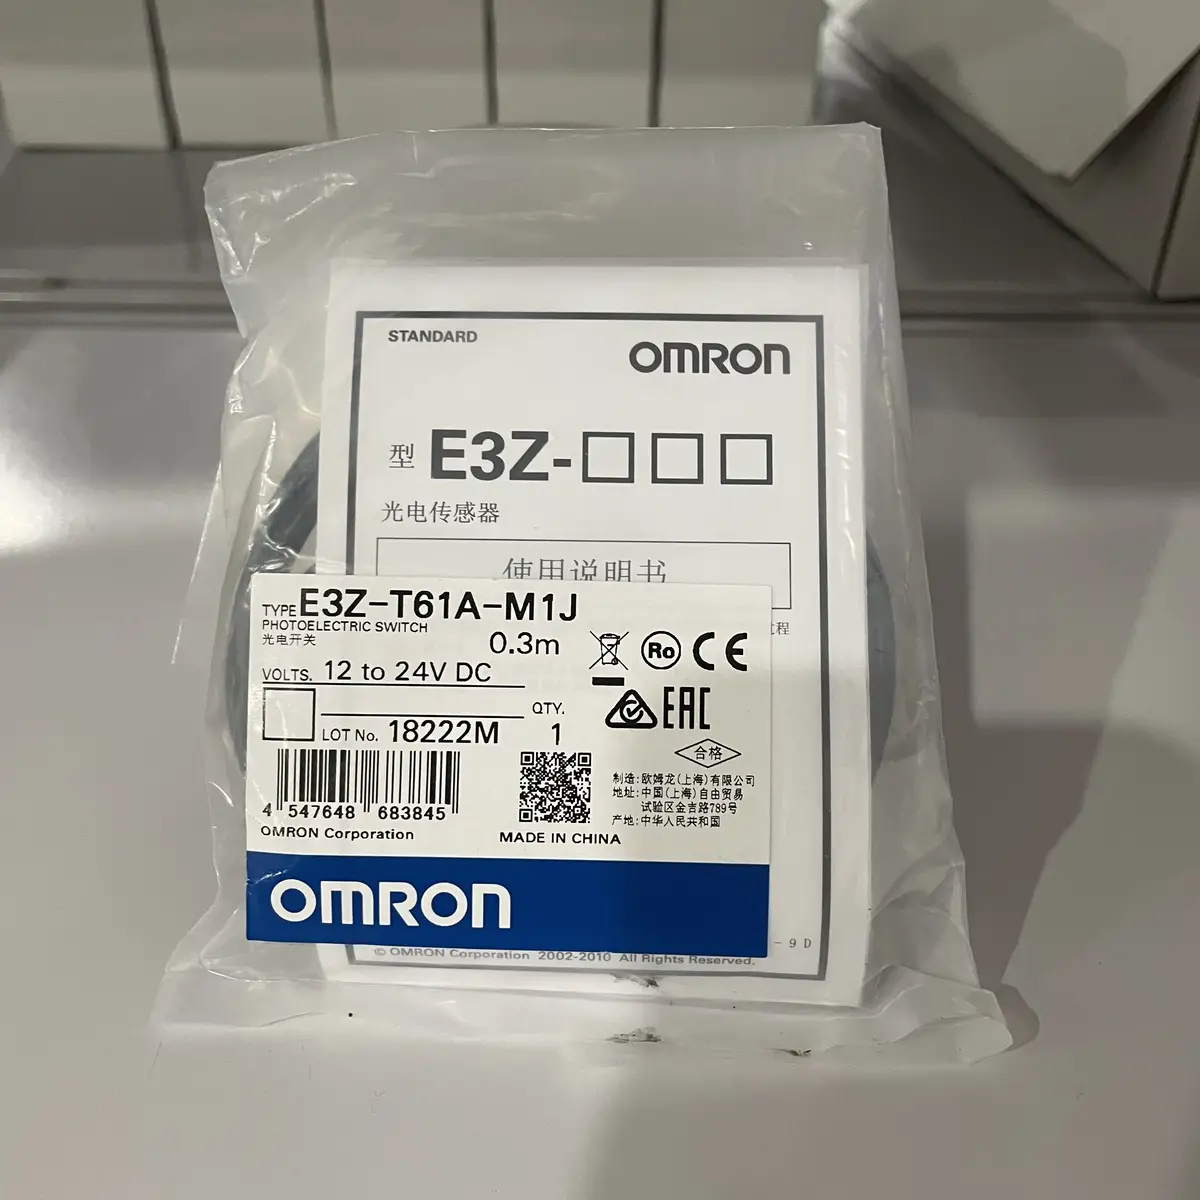 STANDARD
OMRON
型 E3Z-□□□
光电传感器
使用说明书
过程
TYPE E3Z-T61A-M1J
PHOTOELECTRIC SWITCH
光电开关
0.3m
VOLTS. 12 to 24V DC
Ro CE
EAC
QTY.
LOT No. 18222M 1
合格
4 547648 683845
制造:欧姆龙(上海)有限公司
地址:中国(上海)自由贸易
试验区金吉路789号
产地:中华人民共和国
OMRON Corporation
MADE IN CHINA
OMRON
- 9 D
© OMRON Corporation 2002-2010 All Rights Reserved.